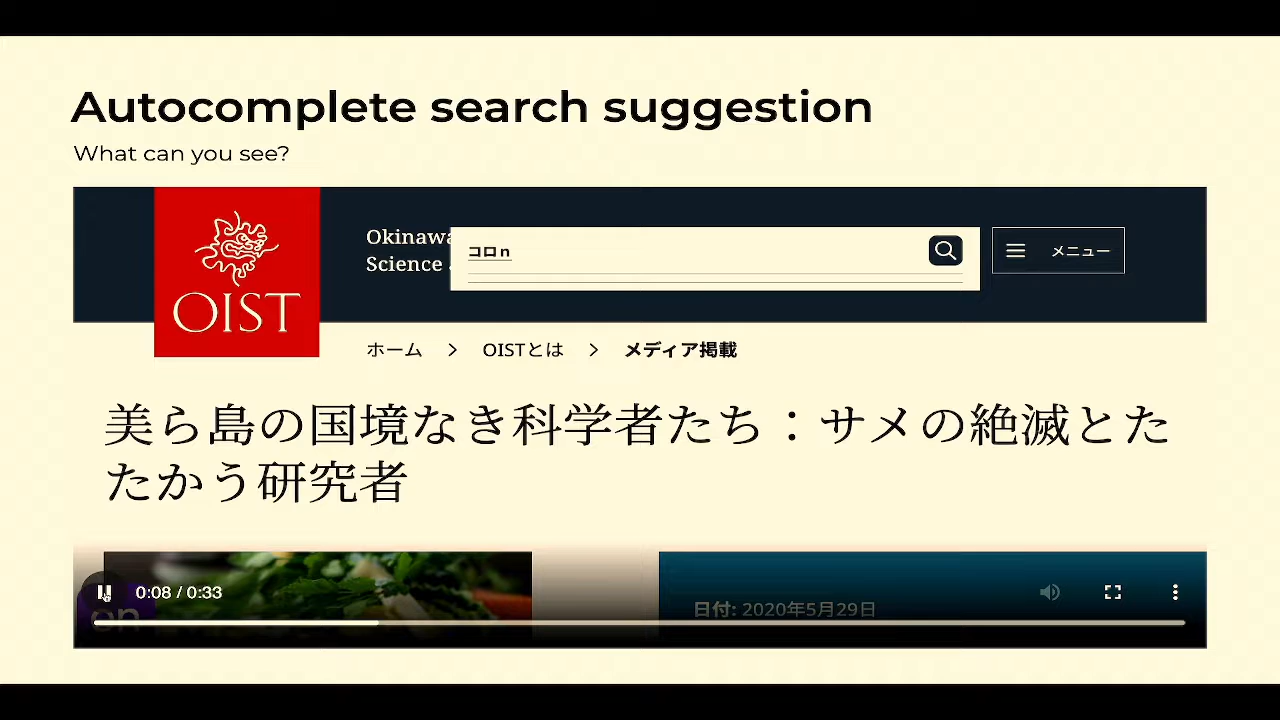 Autocomplete search suggestion
What can you see?
OIST
Okinawa
Science
コロn
メニュー
ホーム > OISTとは > メディア掲載
美ら島の国境なき科学者たち：サメの絶滅とた
たかう研究者
0:08 / 0:33
on
日付: 2020年5月29日